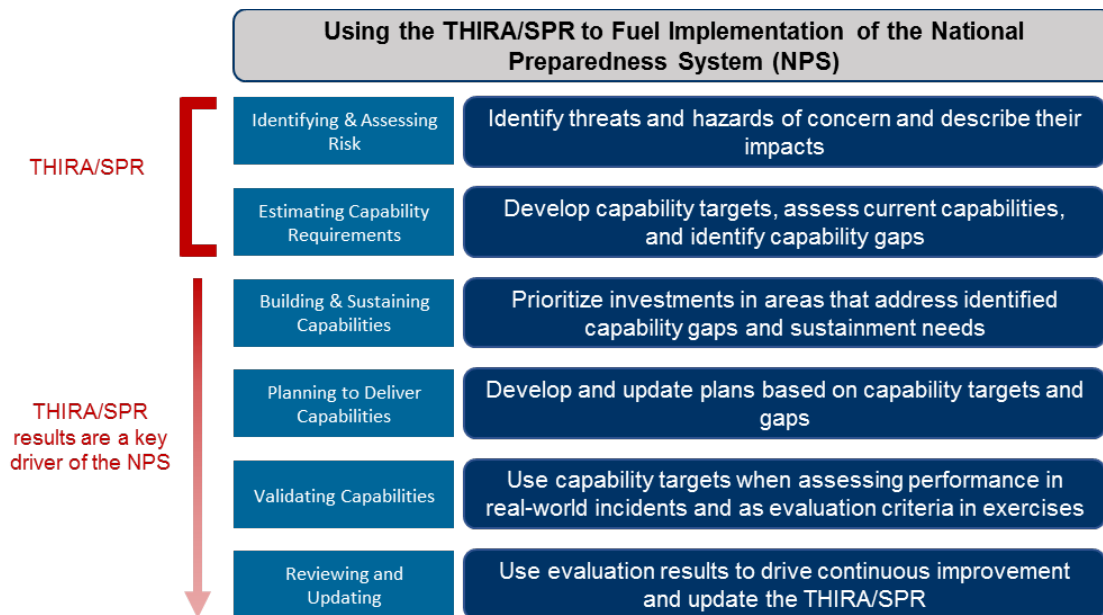 Using the THIRA/SPR to Fuel Implementation of the National
Preparedness System (NPS)
THIRA/SPR
Identifying & Assessing
Risk
Identify threats and hazards of concern and describe their
impacts
Estimating Capability
Requirements
Develop capability targets, assess current capabilities,
and identify capability gaps
THIRA/SPR
results are a key
driver of the NPS
Building & Sustaining
Capabilities
Prioritize investments in areas that address identified
capability gaps and sustainment needs
Planning to Deliver
Capabilities
Develop and update plans based on capability targets and
gaps
Validating Capabilities
Use capability targets when assessing performance in
real-world incidents and as evaluation criteria in exercises
Reviewing and
Updating
Use evaluation results to drive continuous improvement
and update the THIRA/SPR